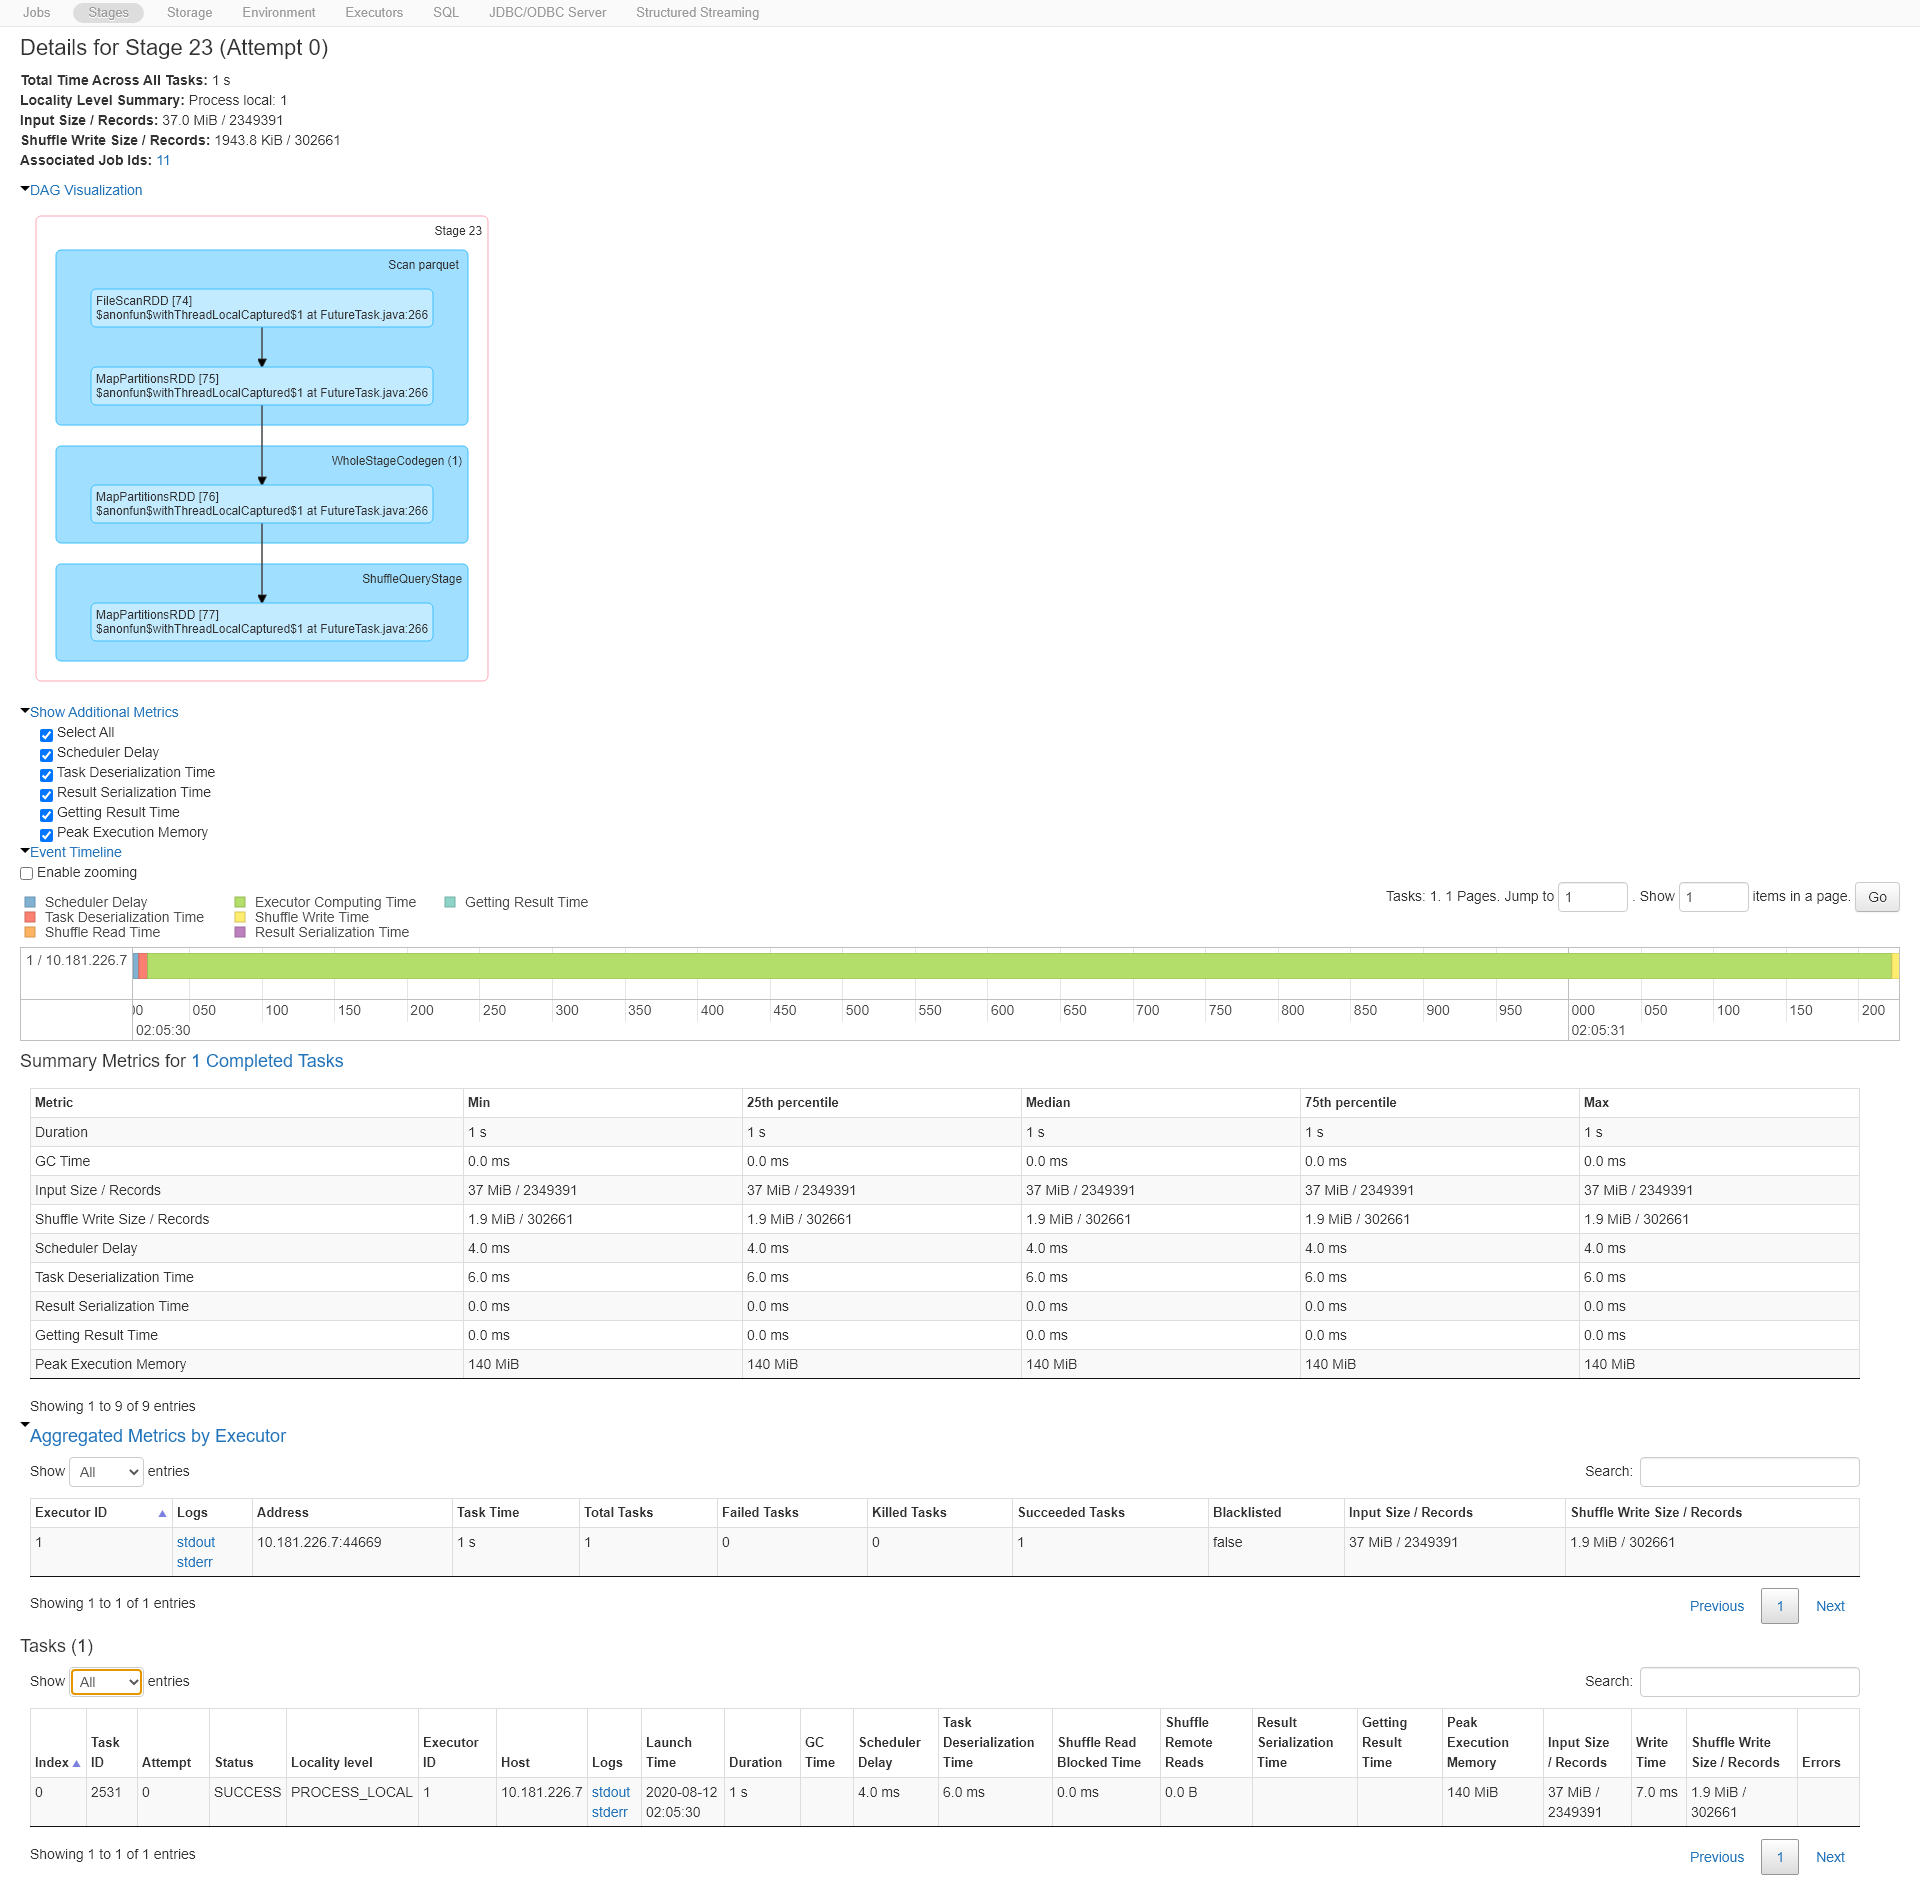 Jobs Stages Storage Environment Executors SQL JDBC/ODBC Server Structured Streaming
Details for Stage 23 (Attempt 0)
Total Time Across All Tasks: 1 s
Locality Level Summary: Process local: 1
Input Size / Records: 37.0 MiB / 2349391
Shuffle Write Size / Records: 1943.8 KiB / 302661
Associated Job Ids: 11
DAG Visualization
Stage 23
Scan parquet
FileScanRDD [74]
$anonfun$withThreadLocalCaptured$1 at FutureTask.java:266
MapPartitionsRDD [75]
$anonfun$withThreadLocalCaptured$1 at FutureTask.java:266
WholeStageCodegen (1)
MapPartitionsRDD [76]
$anonfun$withThreadLocalCaptured$1 at FutureTask.java:266
ShuffleQueryStage
MapPartitionsRDD [77]
$anonfun$withThreadLocalCaptured$1 at FutureTask.java:266
Show Additional Metrics
Select All
Scheduler Delay
Task Deserialization Time
Result Serialization Time
Getting Result Time
Peak Execution Memory
Event Timeline
Enable zooming
Tasks: 1. 1 Pages. Jump to 1 . Show 1 items in a page. Go
Scheduler Delay Executor Computing Time Getting Result Time
Task Deserialization Time Shuffle Write Time
Shuffle Read Time Result Serialization Time
1 / 10.181.226.7
00 050 100 150 200 250 300 350 400 450 500 550 600 650 700 750 800 850 900 950 000 050 100 150 200
02:05:30 02:05:31
Summary Metrics for 1 Completed Tasks
Metric Min 25th percentile Median 75th percentile Max
Duration 1 s 1 s 1 s 1 s 1 s
GC Time 0.0 ms 0.0 ms 0.0 ms 0.0 ms 0.0 ms
Input Size / Records 37 MiB / 2349391 37 MiB / 2349391 37 MiB / 2349391 37 MiB / 2349391 37 MiB / 2349391
Shuffle Write Size / Records 1.9 MiB / 302661 1.9 MiB / 302661 1.9 MiB / 302661 1.9 MiB / 302661 1.9 MiB / 302661
Scheduler Delay 4.0 ms 4.0 ms 4.0 ms 4.0 ms 4.0 ms
Task Deserialization Time 6.0 ms 6.0 ms 6.0 ms 6.0 ms 6.0 ms
Result Serialization Time 0.0 ms 0.0 ms 0.0 ms 0.0 ms 0.0 ms
Getting Result Time 0.0 ms 0.0 ms 0.0 ms 0.0 ms 0.0 ms
Peak Execution Memory 140 MiB 140 MiB 140 MiB 140 MiB 140 MiB
Showing 1 to 9 of 9 entries
Aggregated Metrics by Executor
Show All entries Search:
Executor ID Logs Address Task Time Total Tasks Failed Tasks Killed Tasks Succeeded Tasks Blacklisted Input Size / Records Shuffle Write Size / Records
1 stdout 10.181.226.7:44669 1 s 1 0 0 1 false 37 MiB / 2349391 1.9 MiB / 302661
stderr
Showing 1 to 1 of 1 entries
Previous 1 Next
Tasks (1)
Show All entries Search:
Task Shuffle Result Getting Peak
Task Executor Launch GC Scheduler Deserialization Shuffle Read Remote Serialization Result Execution Input Size Write Shuffle Write
Index ID Attempt Status Locality level ID Host Logs Time Duration Time Delay Time Blocked Time Reads Time Time Memory / Records Time Size / Records Errors
0 2531 0 SUCCESS PROCESS_LOCAL 1 10.181.226.7 stdout 2020-08-12 1 s 4.0 ms 6.0 ms 0.0 ms 0.0 B 140 MiB 37 MiB / 7.0 ms 1.9 MiB /
stderr 02:05:30 2349391 302661
Showing 1 to 1 of 1 entries
Previous 1 Next